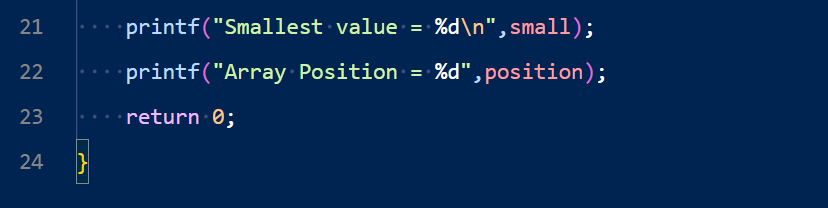 21 printf("Smallest value = %d\n",small);
22 printf("Array Position = %d",position);
23 return 0;
24 }